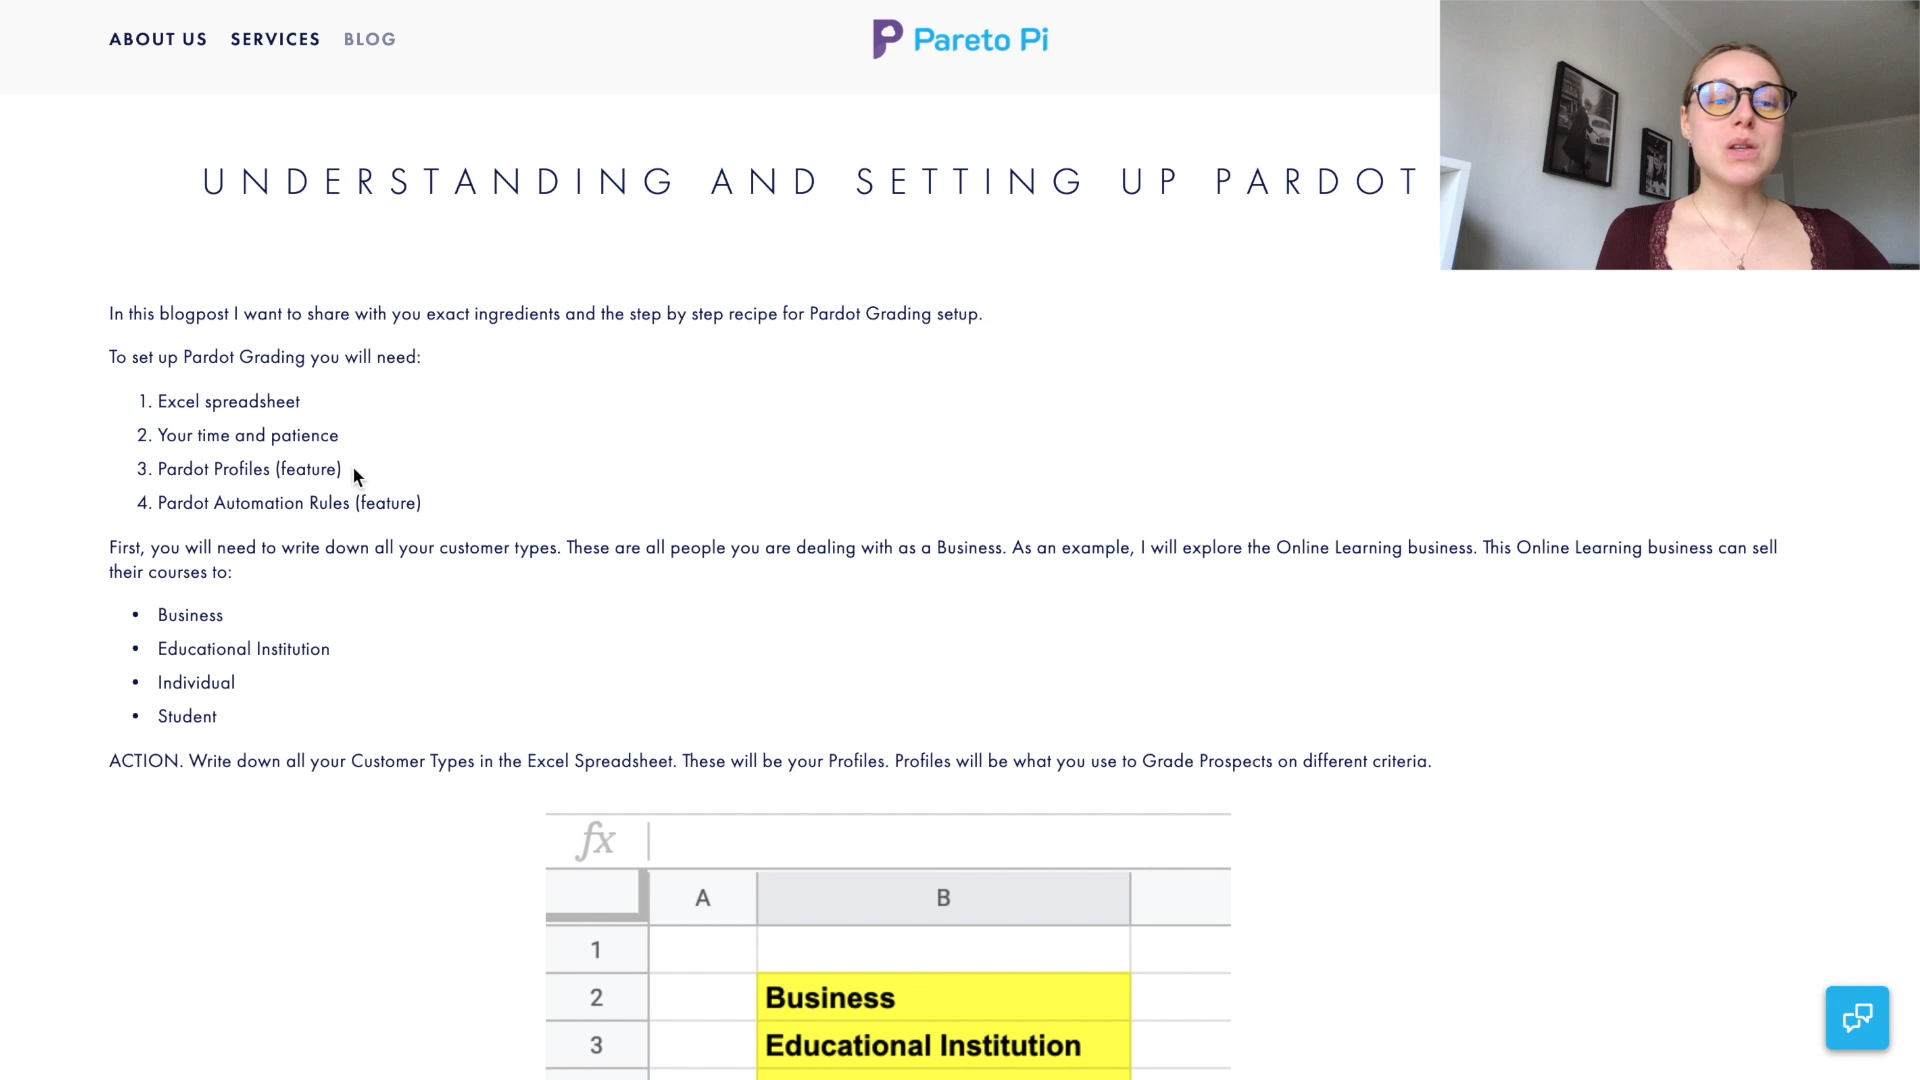 ABOUT US SERVICES BLOG
Pareto Pi
UNDERSTANDING AND SETTING UP PARDOT
In this blogpost I want to share with you exact ingredients and the step by step recipe for Pardot Grading setup.
To set up Pardot Grading you will need:
1. Excel spreadsheet
2. Your time and patience
3. Pardot Profiles (feature)
4. Pardot Automation Rules (feature)
First, you will need to write down all your customer types. These are all people you are dealing with as a Business. As an example, I will explore the Online Learning business. This Online Learning business can sell
their courses to:
• Business
• Educational Institution
• Individual
• Student
ACTION. Write down all your Customer Types in the Excel Spreadsheet. These will be your Profiles. Profiles will be what you use to Grade Prospects on different criteria.
fx
A B
1
2 Business
3 Educational Institution